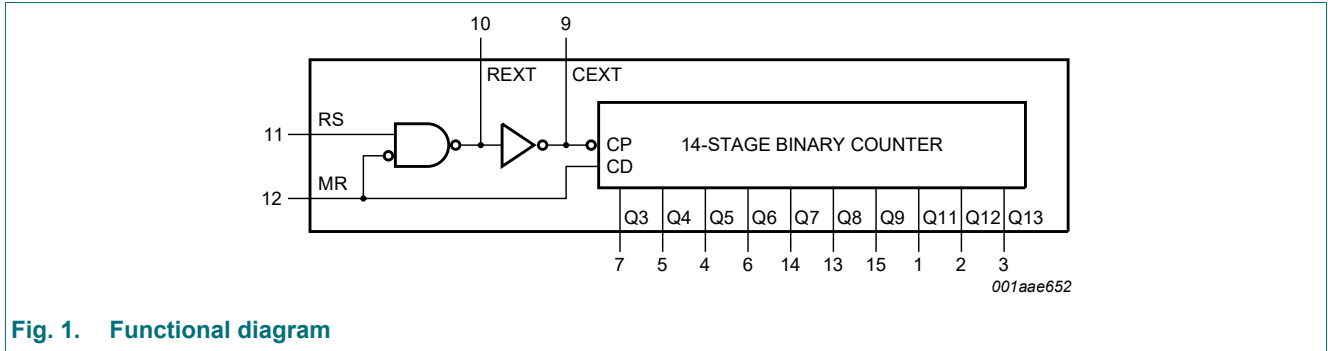 10 9
REXT CEXT
RS
11
CP 14-STAGE BINARY COUNTER
CD
MR
12
Q3 Q4 Q5 Q6 Q7 Q8 Q9 Q11 Q12 Q13
7 5 4 6 14 13 15 1 2 3
001aae652
Fig. 1. Functional diagram